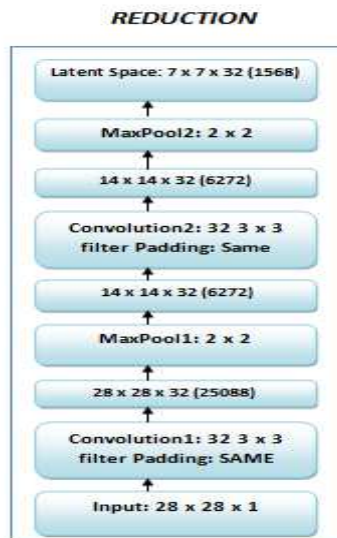 REDUCTION
Latent Space: 7 x 7 x 32 (1568)
MaxPool2: 2 x 2
14 x 14 x 32 (6272)
Convolution2: 32 3 x 3
filter Padding: Same
14 x 14 x 32 (6272)
MaxPool1: 2 x 2
28 x 28 x 32 (25088)
Convolution1: 32 3 x 3
filter Padding: SAME
Input: 28 x 28 x 1